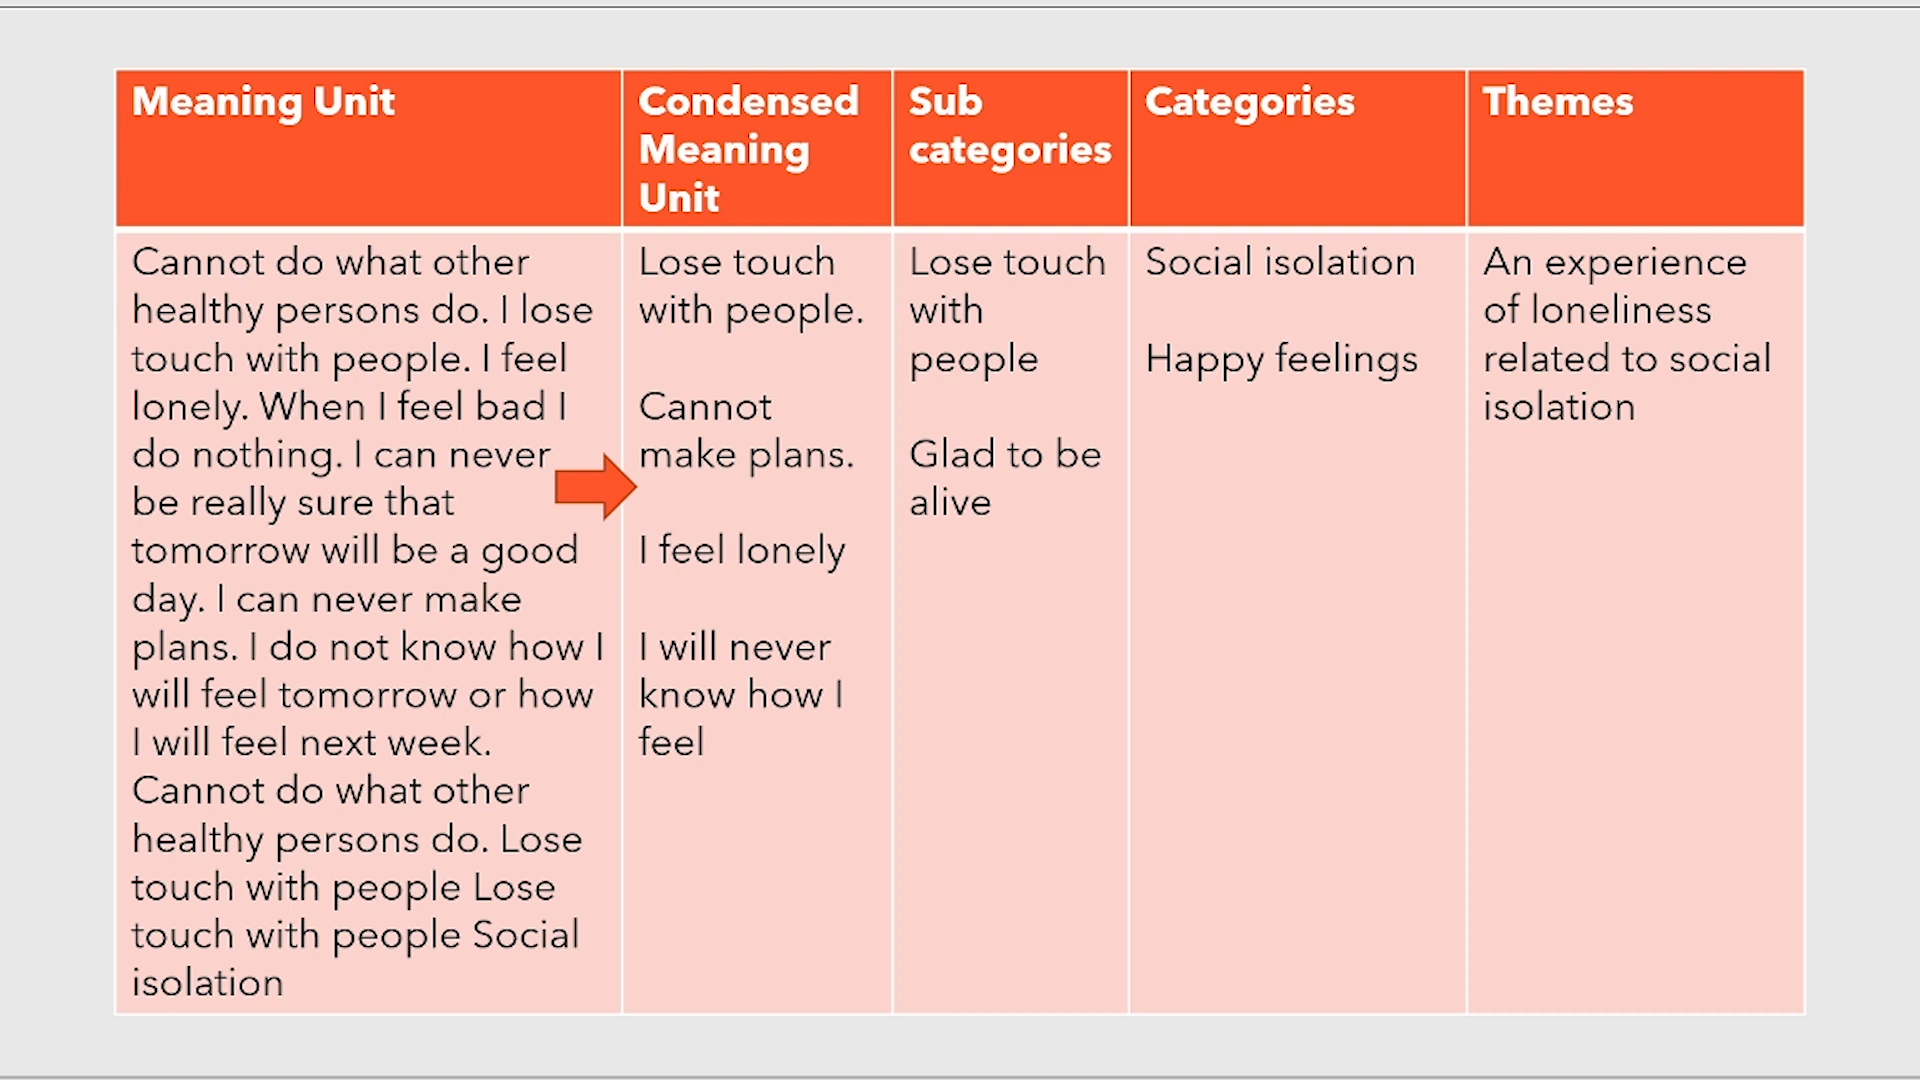 Meaning Unit
Condensed
Meaning
Unit
Sub
categories
Categories
Themes
Cannot do what other
healthy persons do. I lose
touch with people. I feel
lonely. When I feel bad I
do nothing. I can never
be really sure that
tomorrow will be a good
day. I can never make
plans. I do not know how I
will feel tomorrow or how
I will feel next week.
Cannot do what other
healthy persons do. Lose
touch with people Lose
touch with people Social
isolation
Lose touch
with people.
Cannot
make plans.
I feel lonely
I will never
know how I
feel
Lose touch
with
people
Glad to be
alive
Social isolation
Happy feelings
An experience
of loneliness
related to social
isolation